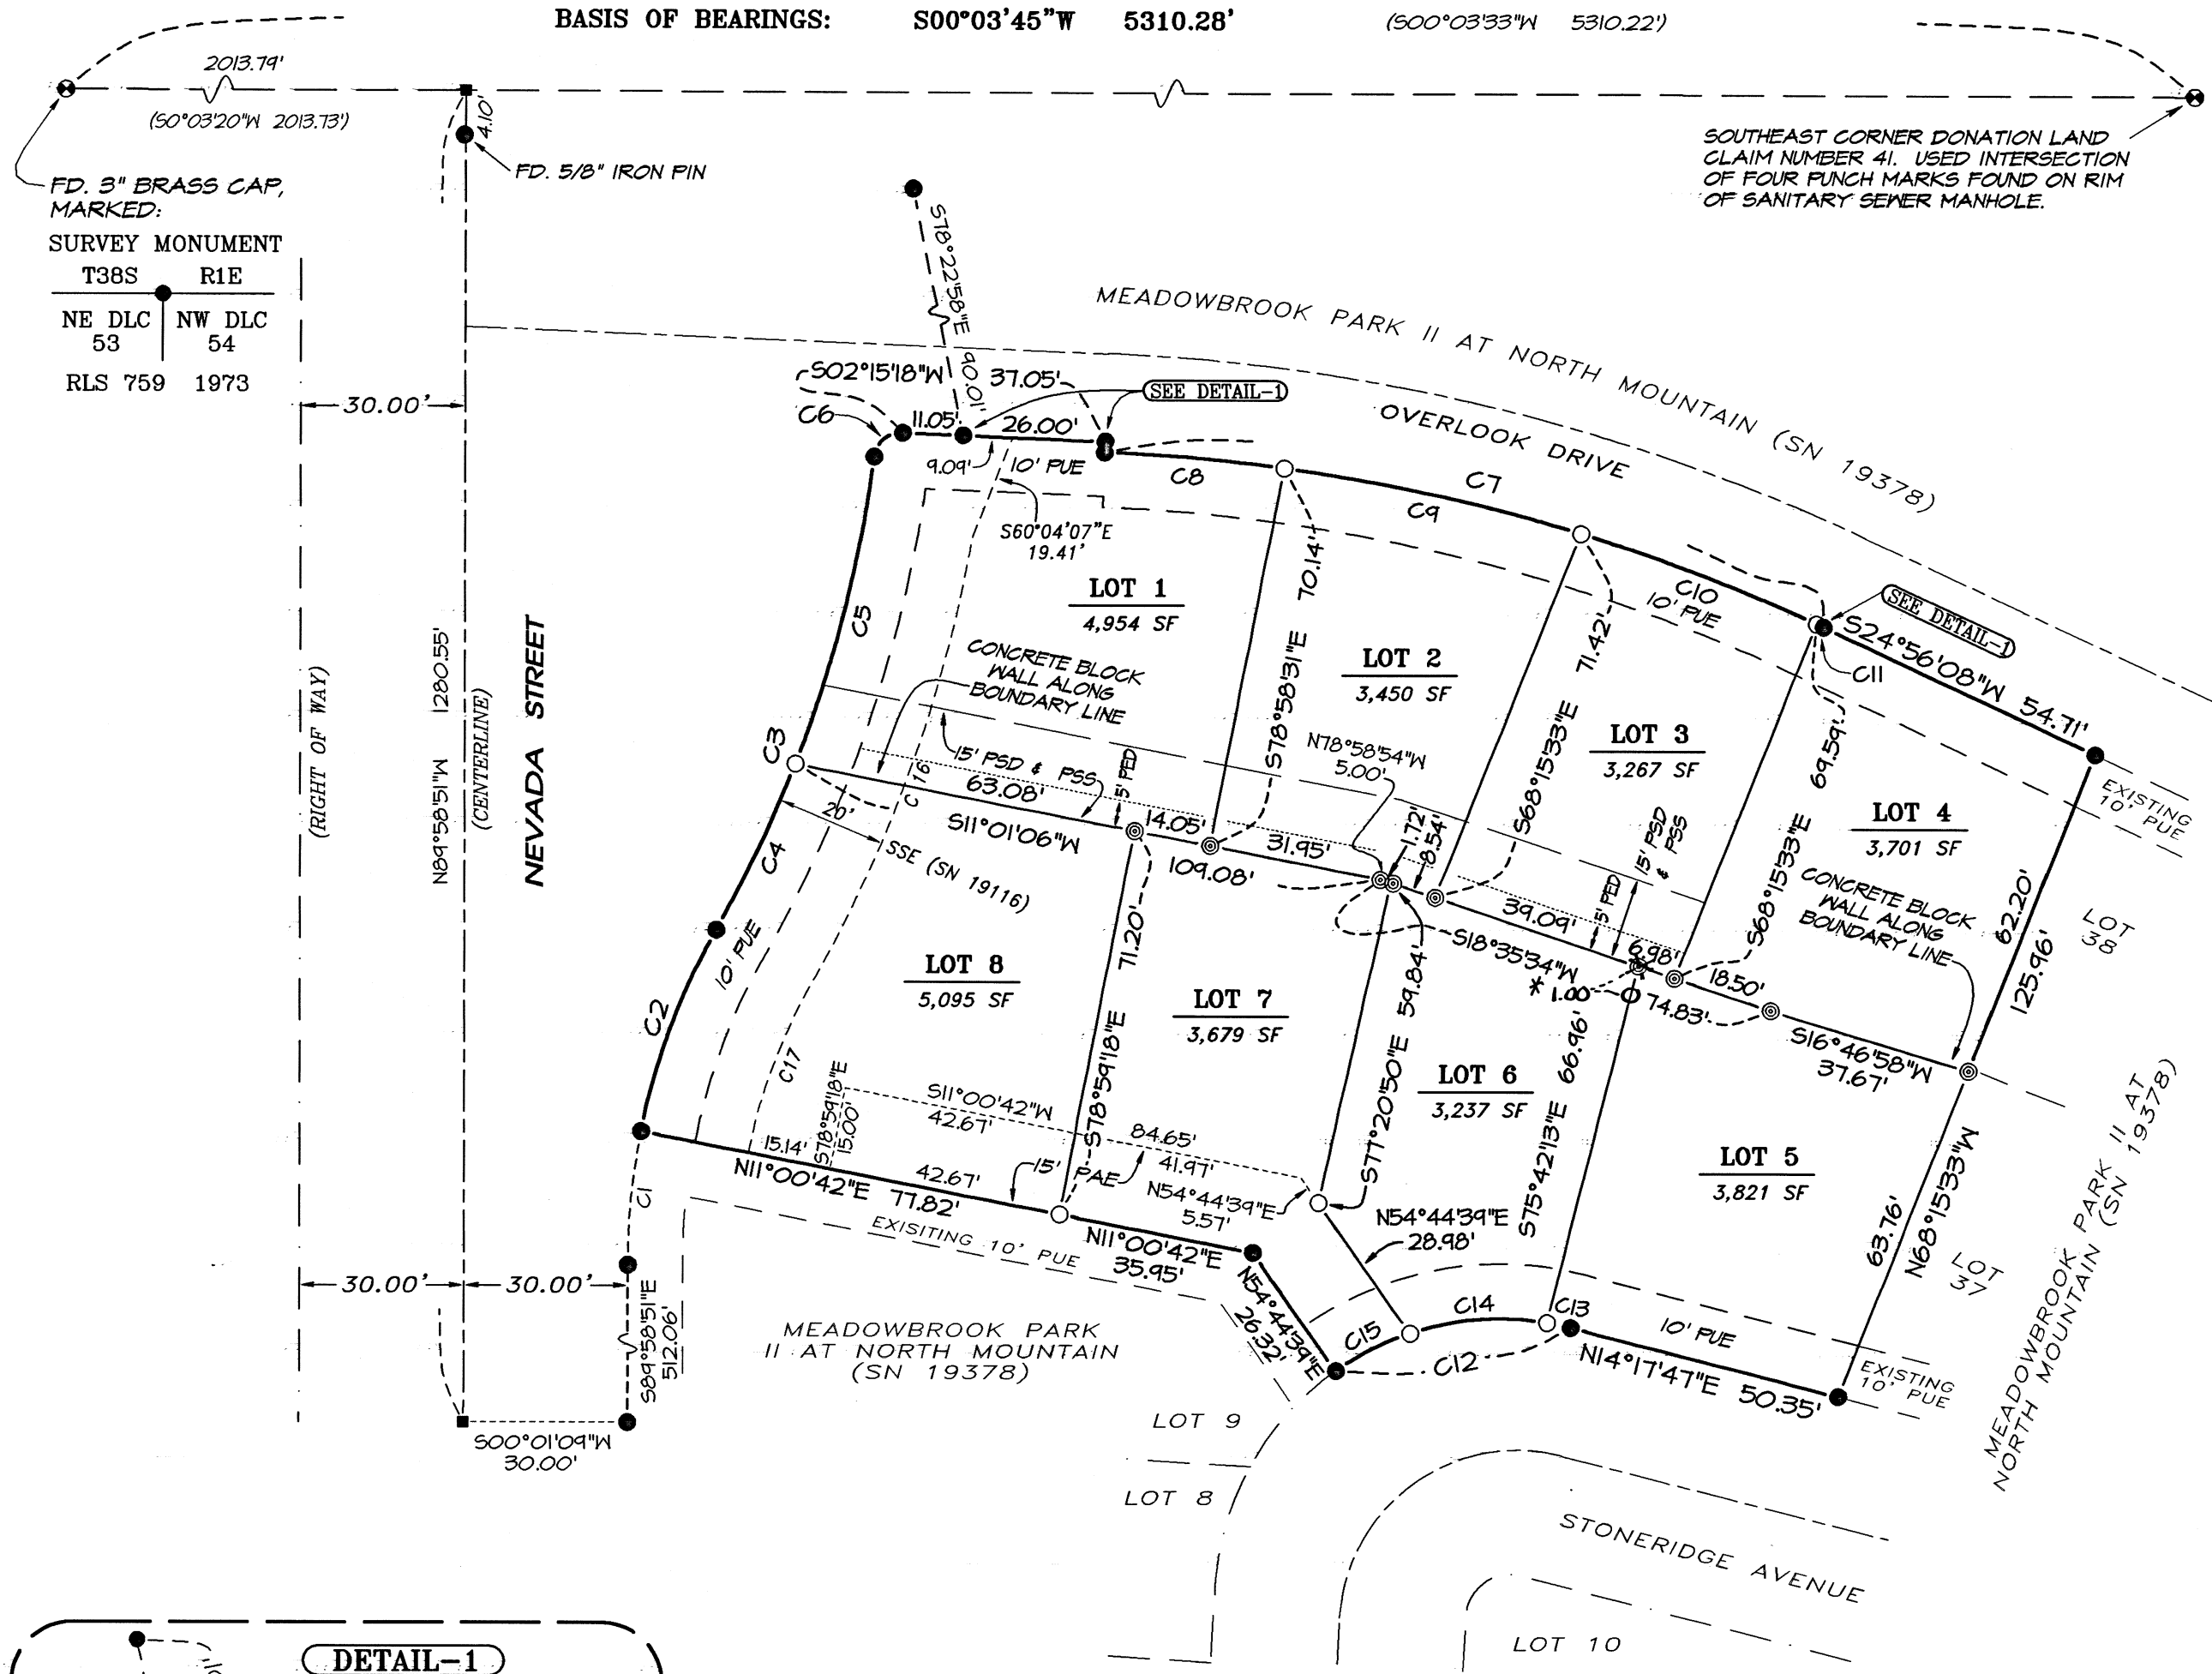 BASIS OF BEARINGS: S00°03'45"W 5310.28' (S00°03'33"W 5310.22')
2013.79'
(S0°03'20"W 2013.73')
4.10'
FD. 5/8" IRON PIN
FD. 3" BRASS CAP,
MARKED:
SURVEY MONUMENT
T38S R1E
NE DLC NW DLC
53 54
RLS 759 1973
SOUTHEAST CORNER DONATION LAND
CLAIM NUMBER 41. USED INTERSECTION
OF FOUR PUNCH MARKS FOUND ON RIM
OF SANITARY SEWER MANHOLE.
S78°22'58"E 90.01'
MEADOWBROOK PARK II AT NORTH MOUNTAIN (SN 19378)
OVERLOOK DRIVE
30.00'
S02°15'18"W 37.05'
SEE DETAIL-1
C6
11.05'
26.00'
9.09'
10' PUE
S60°04'07"E
19.41'
C8
C7
C9
C10
10' PUE
SEE DETAIL-1
C11
S24°56'08"W 54.71'
EXISTING
10' PUE
LOT 1
4,954 SF
LOT 2
3,450 SF
LOT 3
3,267 SF
LOT 4
3,701 SF
S78°58'31"E 70.14'
S68°15'33"E 71.42'
S68°15'33"E 69.59'
62.20'
125.96'
LOT
38
CONCRETE BLOCK
WALL ALONG
BOUNDARY LINE
CONCRETE BLOCK
WALL ALONG
BOUNDARY LINE
N78°58'54"W
5.00'
C5
C3
C4
C2
C1
C 16
C17
(RIGHT OF WAY)
N89°58'51"W 1280.55'
(CENTERLINE)
NEVADA STREET
15' PSD & PSS
63.08'
5' PED
S11°01'06"W
14.05'
109.08'
31.95'
1.72'
8.54'
39.09'
5' PED
15' PSD
& PSS
6.98'
S18°35'34"W
* 1.00
74.83'
18.50'
S16°46'58"W
37.67'
20'
SSE (SN 19116)
10' PUE
LOT 8
5,095 SF
LOT 7
3,679 SF
LOT 6
3,237 SF
LOT 5
3,821 SF
S78°59'18"E 71.20'
S77°20'50"E 59.84'
S75°42'13"E 66.96'
63.76'
N68°15'33"W
LOT
37
MEADOWBROOK PARK II AT
NORTH MOUNTAIN (SN 19378)
S78°59'18"E
15.00'
S11°00'42"W
42.67'
84.65'
41.97'
15.14'
N11°00'42"E 77.82'
42.67'
15' PAE
N54°44'39"E
5.57'
N54°44'39"E
28.98'
EXISITING 10' PUE
N11°00'42"E
35.95'
N54°44'39"E
26.32'
C15
C14
C13
C12
10' PUE
N14°17'47"E 50.35'
EXISTING
10' PUE
30.00'
30.00'
S89°58'51"E
512.06'
S00°01'09"W
30.00'
MEADOWBROOK PARK
II AT NORTH MOUNTAIN
(SN 19378)
LOT 9
LOT 8
STONERIDGE AVENUE
LOT 10
DETAIL-1